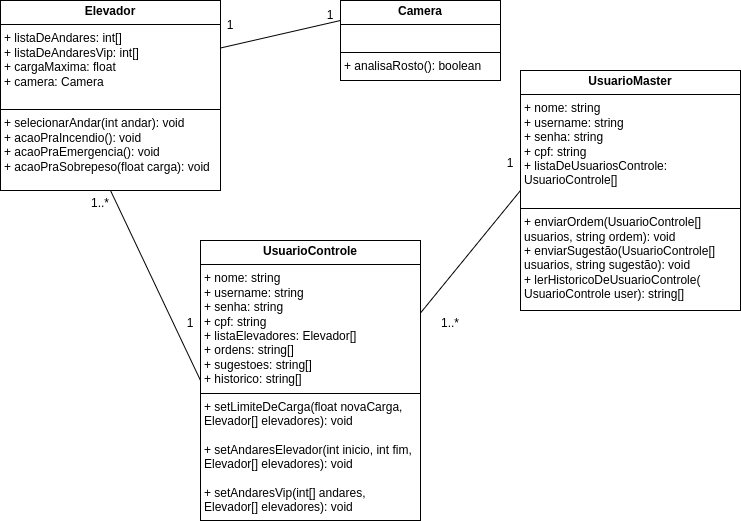 Elevador
+ listaDeAndares: int[]
+ listaDeAndaresVip: int[]
+ cargaMaxima: float
+ camera: Camera
+ selecionarAndar(int andar): void
+ acaoPraIncendio(): void
+ acaoPraEmergencia(): void
+ acaoPraSobrepeso(float carga): void
1
1
Camera
+ analisaRosto(): boolean
UsuarioMaster
+ nome: string
+ username: string
+ senha: string
+ cpf: string
+ listaDeUsuariosControle:
UsuarioControle[]
+ enviarOrdem(UsuarioControle[]
usuarios, string ordem): void
+ enviarSugestão(UsuarioControle[]
usuarios, string sugestão): void
+ lerHistoricoDeUsuarioControle(
UsuarioControle user): string[]
1
1..*
1..*
1
UsuarioControle
+ nome: string
+ username: string
+ senha: string
+ cpf: string
+ listaElevadores: Elevador[]
+ ordens: string[]
+ sugestoes: string[]
+ historico: string[]
+ setLimiteDeCarga(float novaCarga,
Elevador[] elevadores): void
+ setAndaresElevador(int inicio, int fim,
Elevador[] elevadores): void
+ setAndaresVip(int[] andares,
Elevador[] elevadores): void